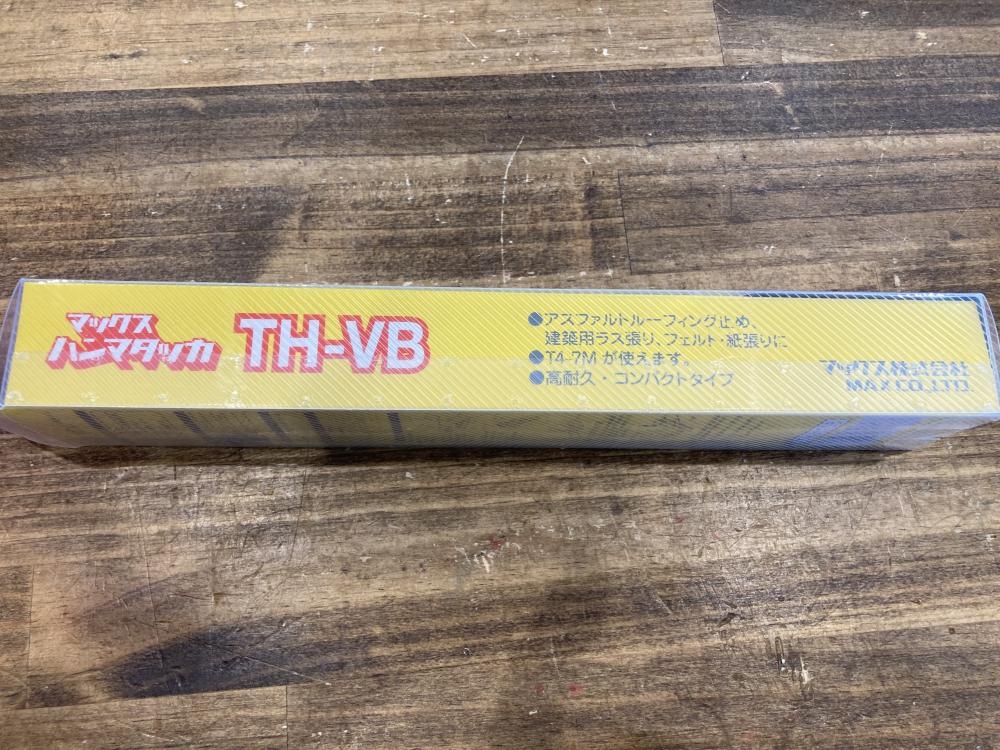 マックス
ハンマタッカ
TH-VB
●アスファルトルーフィング止め、
建築用ラス張り、フェルト・紙張りに
●T4-7Mが使えます。
●高耐久・コンパクトタイプ
マックス株式会社
MAX CO.,LTD.